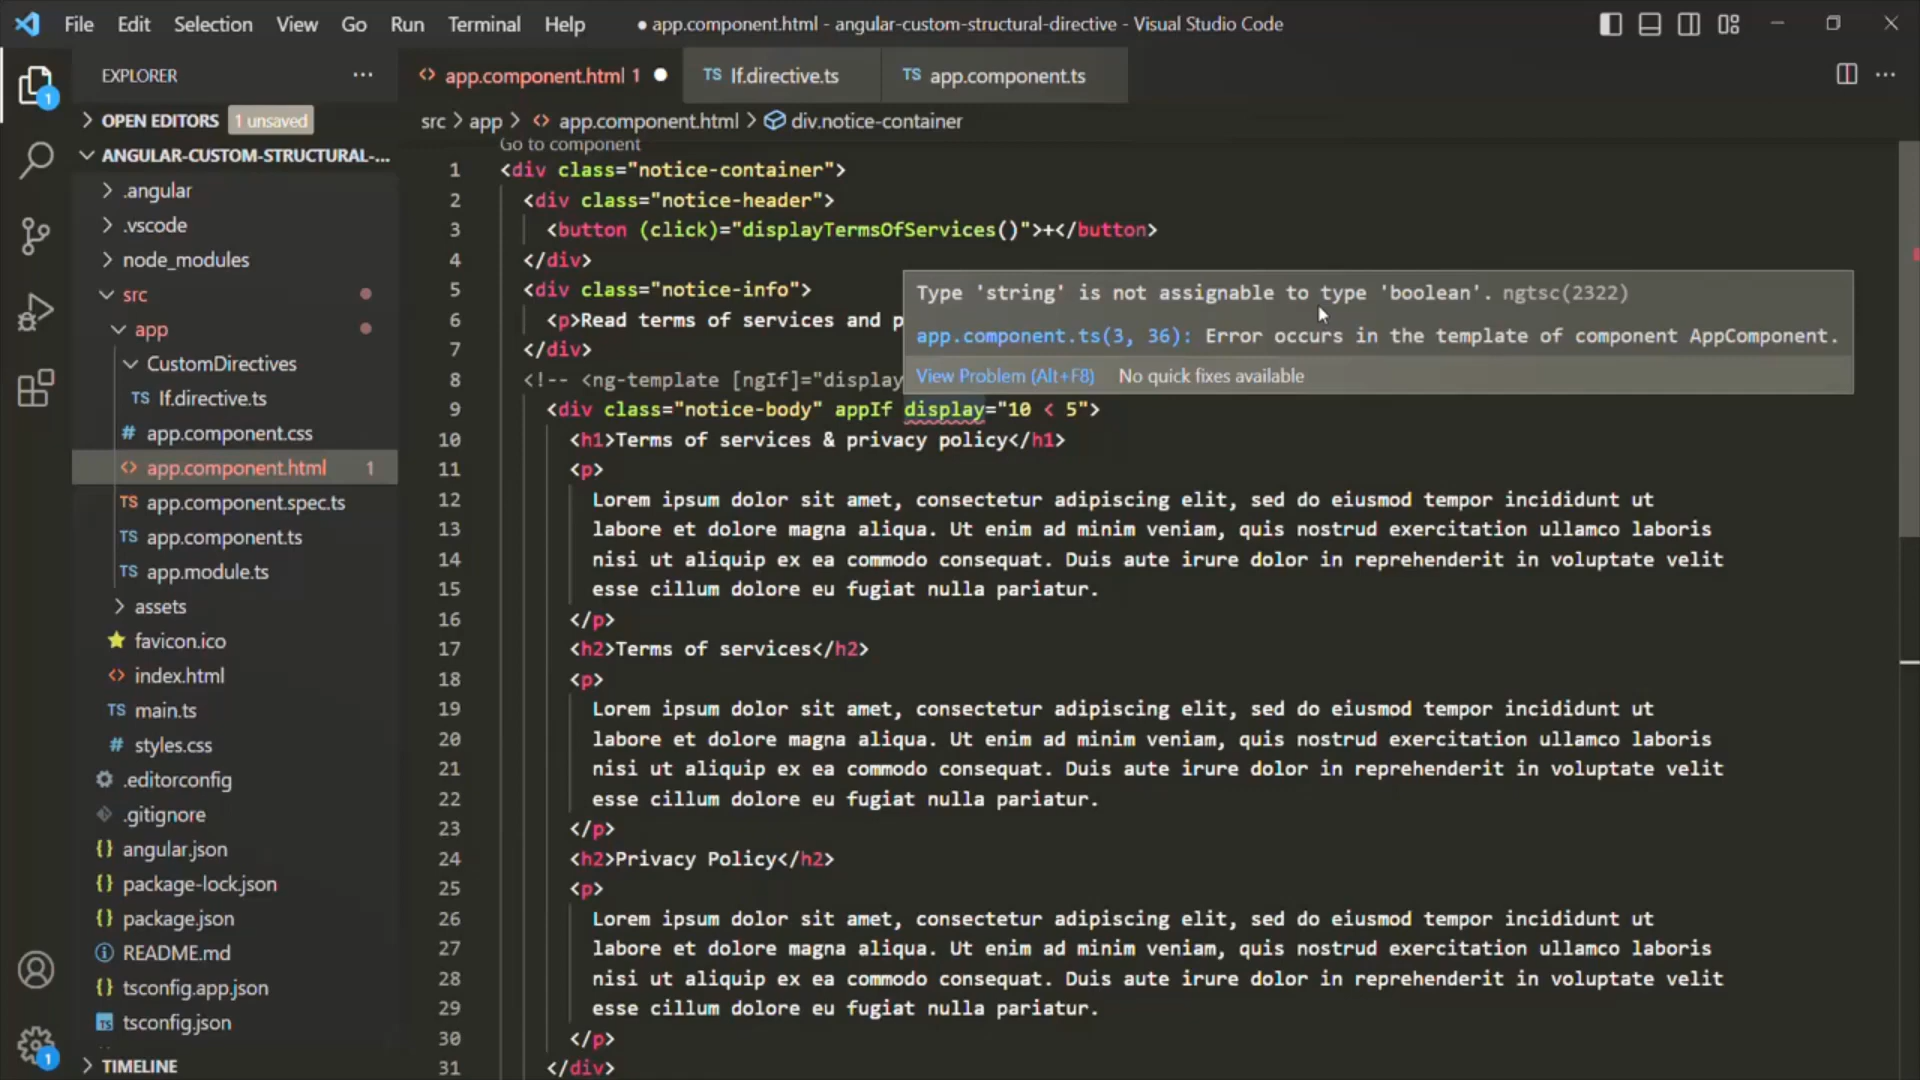 File Edit Selection View Go Run Terminal Help ● app.component.html - angular-custom-structural-directive - Visual Studio Code
EXPLORER ···
app.component.html 1 ●
TS If.directive.ts
TS app.component.ts
OPEN EDITORS 1 unsaved
ANGULAR-CUSTOM-STRUCTURAL-...
.angular
.vscode
node_modules
src
app
CustomDirectives
TS If.directive.ts
# app.component.css
<> app.component.html 1
TS app.component.spec.ts
TS app.component.ts
TS app.module.ts
assets
favicon.ico
<> index.html
TS main.ts
# styles.css
.editorconfig
.gitignore
{} angular.json
{} package-lock.json
{} package.json
README.md
{} tsconfig.app.json
TS tsconfig.json
TIMELINE
1
1
src > app > <> app.component.html > div.notice-container
Go to component
1 <div class="notice-container">
2 <div class="notice-header">
3 <button (click)="displayTermsOfServices()">+</button>
4 </div>
5 <div class="notice-info">
6 <p>Read terms of services and p
7 </div>
8 <!-- <ng-template [ngIf]="display
9 <div class="notice-body" appIf display="10 < 5">
10 <h1>Terms of services & privacy policy</h1>
11 <p>
12 Lorem ipsum dolor sit amet, consectetur adipiscing elit, sed do eiusmod tempor incididunt ut
13 labore et dolore magna aliqua. Ut enim ad minim veniam, quis nostrud exercitation ullamco laboris
14 nisi ut aliquip ex ea commodo consequat. Duis aute irure dolor in reprehenderit in voluptate velit
15 esse cillum dolore eu fugiat nulla pariatur.
16 </p>
17 <h2>Terms of services</h2>
18 <p>
19 Lorem ipsum dolor sit amet, consectetur adipiscing elit, sed do eiusmod tempor incididunt ut
20 labore et dolore magna aliqua. Ut enim ad minim veniam, quis nostrud exercitation ullamco laboris
21 nisi ut aliquip ex ea commodo consequat. Duis aute irure dolor in reprehenderit in voluptate velit
22 esse cillum dolore eu fugiat nulla pariatur.
23 </p>
24 <h2>Privacy Policy</h2>
25 <p>
26 Lorem ipsum dolor sit amet, consectetur adipiscing elit, sed do eiusmod tempor incididunt ut
27 labore et dolore magna aliqua. Ut enim ad minim veniam, quis nostrud exercitation ullamco laboris
28 nisi ut aliquip ex ea commodo consequat. Duis aute irure dolor in reprehenderit in voluptate velit
29 esse cillum dolore eu fugiat nulla pariatur.
30 </p>
31 </div>
Type 'string' is not assignable to type 'boolean'. ngtsc(2322)
app.component.ts(3, 36): Error occurs in the template of component AppComponent.
View Problem (Alt+F8) No quick fixes available